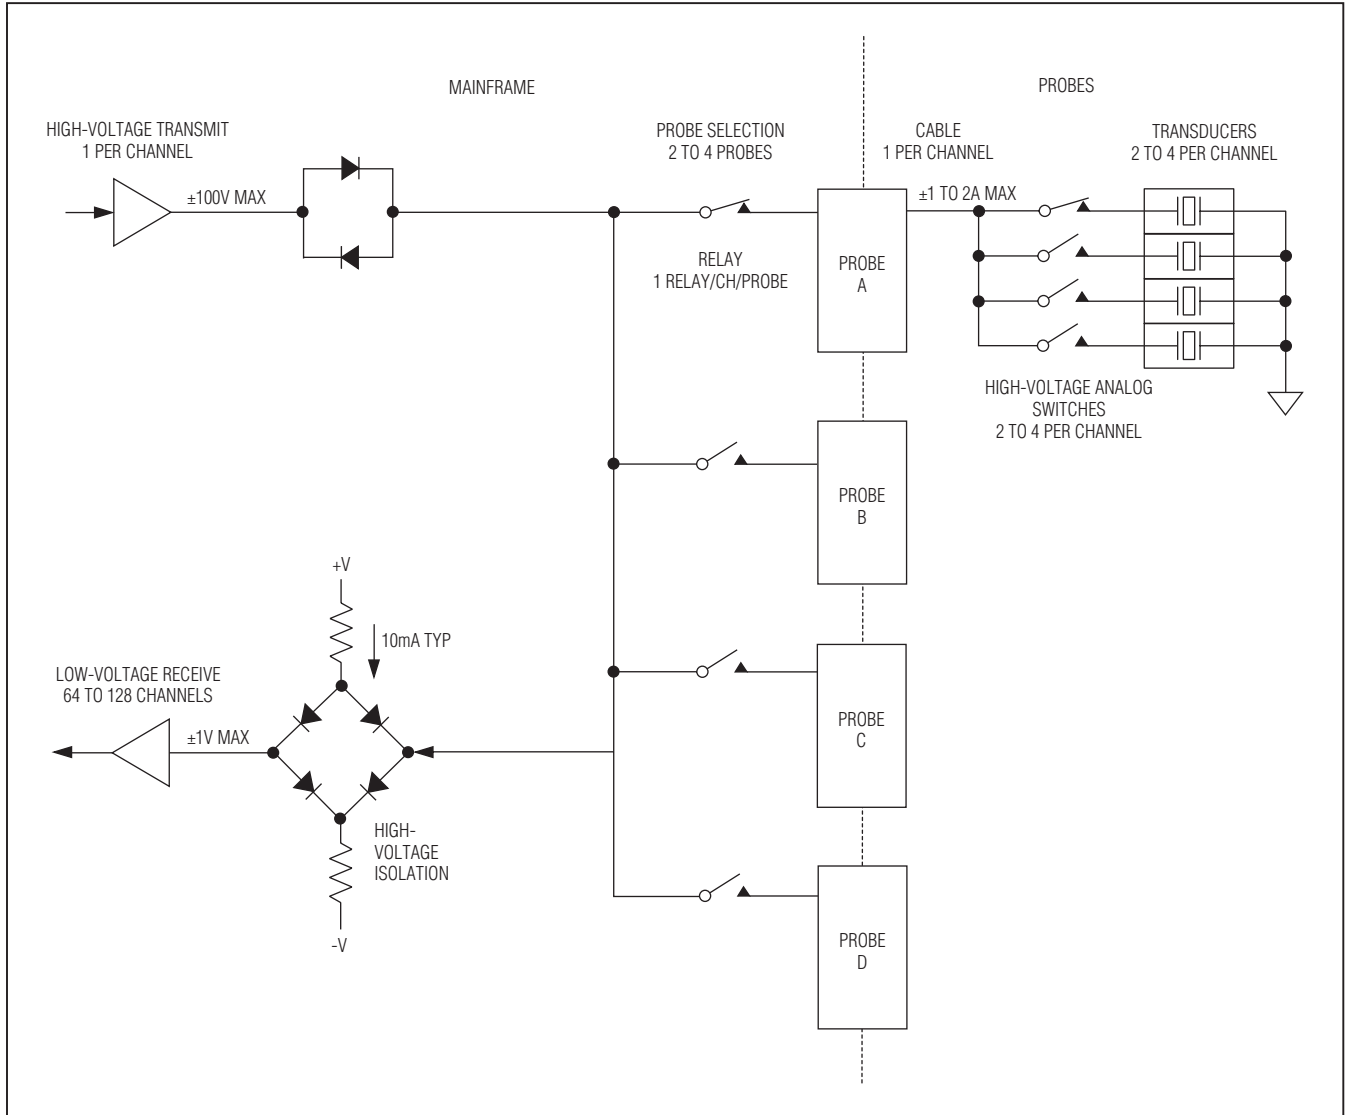 MAINFRAME
PROBES
HIGH-VOLTAGE TRANSMIT
1 PER CHANNEL
±100V MAX
PROBE SELECTION
2 TO 4 PROBES
CABLE
1 PER CHANNEL
TRANSDUCERS
2 TO 4 PER CHANNEL
±1 TO 2A MAX
RELAY
1 RELAY/CH/PROBE
PROBE
A
HIGH-VOLTAGE ANALOG
SWITCHES
2 TO 4 PER CHANNEL
PROBE
B
+V
10mA TYP
LOW-VOLTAGE RECEIVE
64 TO 128 CHANNELS
±1V MAX
PROBE
C
HIGH-
VOLTAGE
ISOLATION
-V
PROBE
D